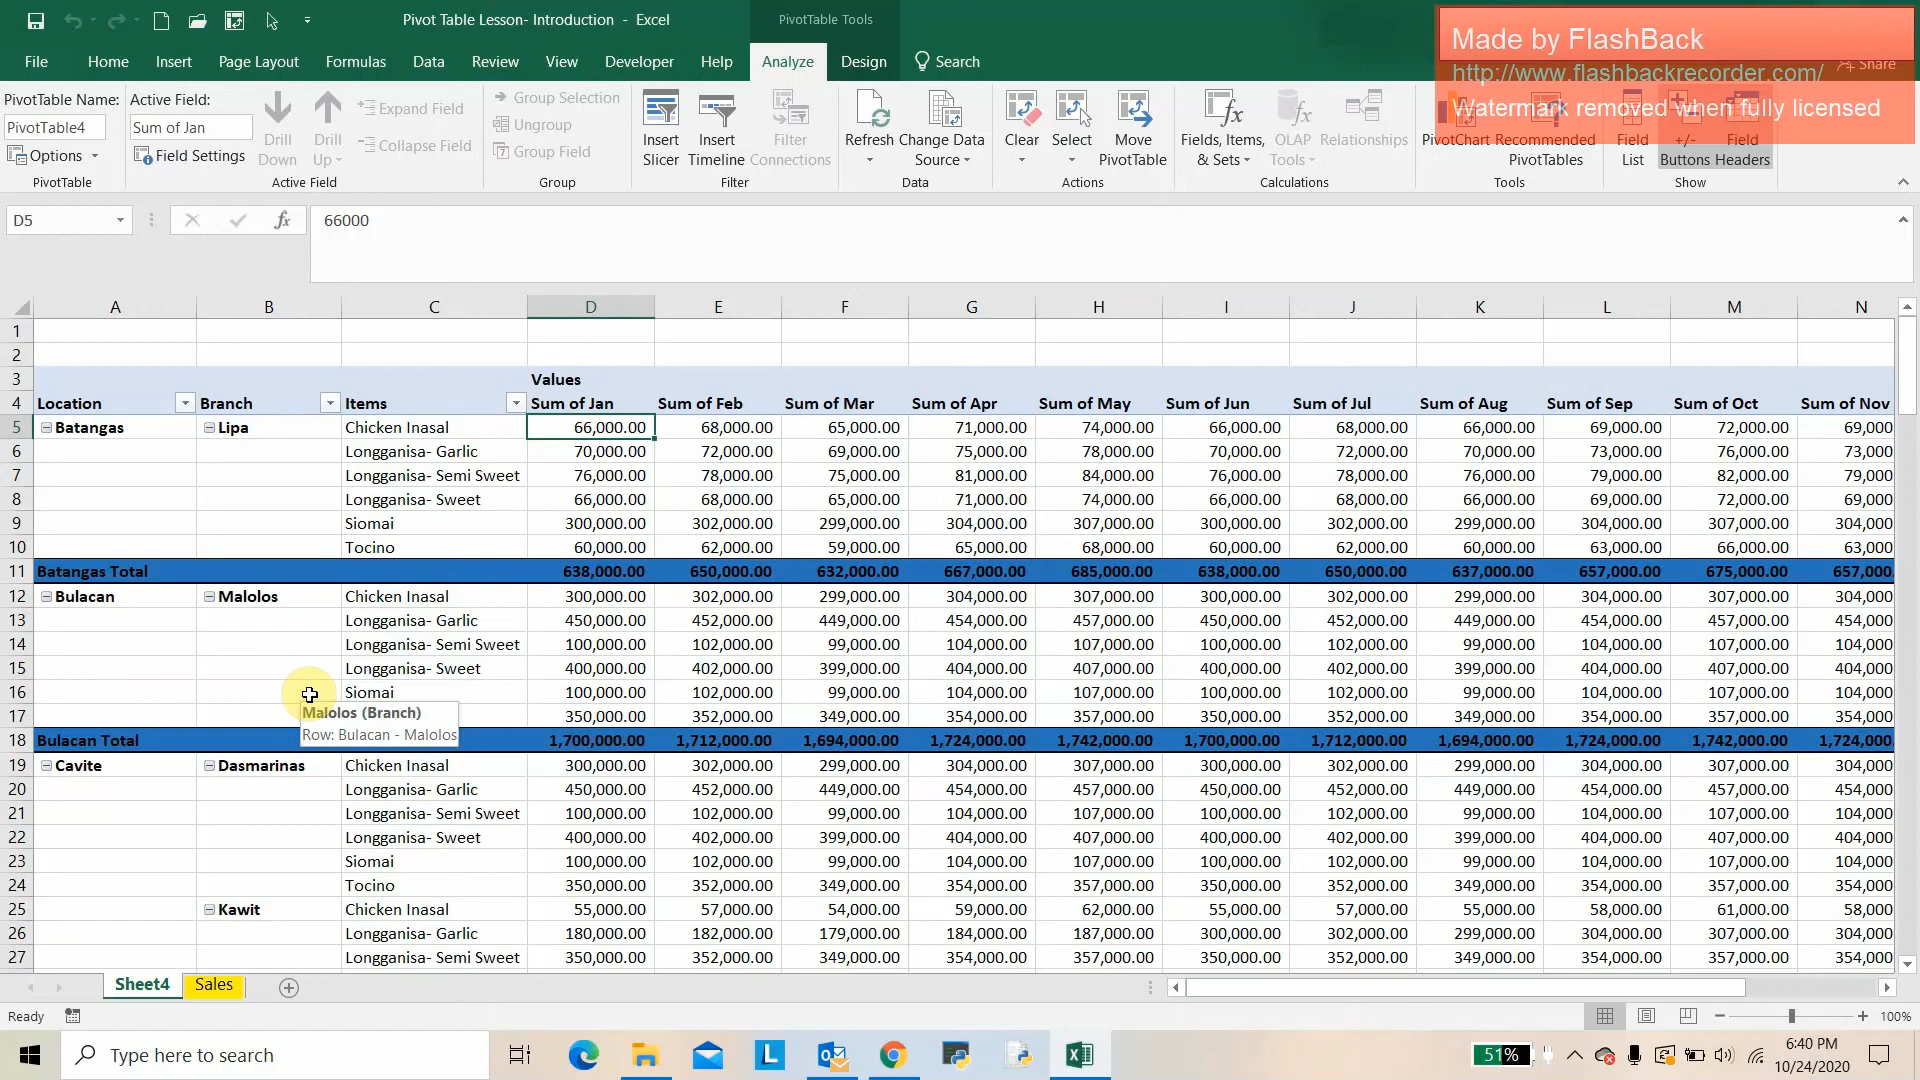 Pivot Table Lesson- Introduction - Excel
PivotTable Tools
Made by FlashBack
http://www.flashbackrecorder.com/
Watermark removed when fully licensed
File Home Insert Page Layout Formulas Data Review View Developer Help Analyze Design Search Share
PivotTable Name:
PivotTable4
Options
PivotTable
Active Field:
Sum of Jan
Field Settings
Drill Down
Drill Up
Expand Field
Collapse Field
Active Field
Group Selection
Ungroup
Group Field
Group
Insert Slicer
Insert Timeline
Filter Connections
Filter
Refresh
Change Data Source
Data
Clear
Select
Move PivotTable
Actions
Fields, Items, & Sets
OLAP Tools
Relationships
Calculations
PivotChart
Recommended PivotTables
Tools
Field List
+/- Buttons
Field Headers
Show
D5 fx 66000
A B C D E F G H I J K L M N
1
2
3 Values
4 Location Branch Items Sum of Jan Sum of Feb Sum of Mar Sum of Apr Sum of May Sum of Jun Sum of Jul Sum of Aug Sum of Sep Sum of Oct Sum of Nov
5 Batangas Lipa Chicken Inasal 66,000.00 68,000.00 65,000.00 71,000.00 74,000.00 66,000.00 68,000.00 66,000.00 69,000.00 72,000.00 69,000
6 Longganisa- Garlic 70,000.00 72,000.00 69,000.00 75,000.00 78,000.00 70,000.00 72,000.00 70,000.00 73,000.00 76,000.00 73,000
7 Longganisa- Semi Sweet 76,000.00 78,000.00 75,000.00 81,000.00 84,000.00 76,000.00 78,000.00 76,000.00 79,000.00 82,000.00 79,000
8 Longganisa- Sweet 66,000.00 68,000.00 65,000.00 71,000.00 74,000.00 66,000.00 68,000.00 66,000.00 69,000.00 72,000.00 69,000
9 Siomai 300,000.00 302,000.00 299,000.00 304,000.00 307,000.00 300,000.00 302,000.00 299,000.00 304,000.00 307,000.00 304,000
10 Tocino 60,000.00 62,000.00 59,000.00 65,000.00 68,000.00 60,000.00 62,000.00 60,000.00 63,000.00 66,000.00 63,000
11 Batangas Total 638,000.00 650,000.00 632,000.00 667,000.00 685,000.00 638,000.00 650,000.00 637,000.00 657,000.00 675,000.00 657,000.
12 Bulacan Malolos Chicken Inasal 300,000.00 302,000.00 299,000.00 304,000.00 307,000.00 300,000.00 302,000.00 299,000.00 304,000.00 307,000.00 304,000
13 Longganisa- Garlic 450,000.00 452,000.00 449,000.00 454,000.00 457,000.00 450,000.00 452,000.00 449,000.00 454,000.00 457,000.00 454,000
14 Longganisa- Semi Sweet 100,000.00 102,000.00 99,000.00 104,000.00 107,000.00 100,000.00 102,000.00 99,000.00 104,000.00 107,000.00 104,000
15 Longganisa- Sweet 400,000.00 402,000.00 399,000.00 404,000.00 407,000.00 400,000.00 402,000.00 399,000.00 404,000.00 407,000.00 404,000
16 Siomai 100,000.00 102,000.00 99,000.00 104,000.00 107,000.00 100,000.00 102,000.00 99,000.00 104,000.00 107,000.00 104,000
17 350,000.00 352,000.00 349,000.00 354,000.00 357,000.00 350,000.00 352,000.00 349,000.00 354,000.00 357,000.00 354,000
Malolos (Branch)
Row: Bulacan - Malolos
18 Bulacan Total 1,700,000.00 1,712,000.00 1,694,000.00 1,724,000.00 1,742,000.00 1,700,000.00 1,712,000.00 1,694,000.00 1,724,000.00 1,742,000.00 1,724,000.
19 Cavite Dasmarinas Chicken Inasal 300,000.00 302,000.00 299,000.00 304,000.00 307,000.00 300,000.00 302,000.00 299,000.00 304,000.00 307,000.00 304,000
20 Longganisa- Garlic 450,000.00 452,000.00 449,000.00 454,000.00 457,000.00 450,000.00 452,000.00 449,000.00 454,000.00 457,000.00 454,000
21 Longganisa- Semi Sweet 100,000.00 102,000.00 99,000.00 104,000.00 107,000.00 100,000.00 102,000.00 99,000.00 104,000.00 107,000.00 104,000
22 Longganisa- Sweet 400,000.00 402,000.00 399,000.00 404,000.00 407,000.00 400,000.00 402,000.00 399,000.00 404,000.00 407,000.00 404,000
23 Siomai 100,000.00 102,000.00 99,000.00 104,000.00 107,000.00 100,000.00 102,000.00 99,000.00 104,000.00 107,000.00 104,000
24 Tocino 350,000.00 352,000.00 349,000.00 354,000.00 357,000.00 350,000.00 352,000.00 349,000.00 354,000.00 357,000.00 354,000
25 Kawit Chicken Inasal 55,000.00 57,000.00 54,000.00 59,000.00 62,000.00 55,000.00 57,000.00 55,000.00 58,000.00 61,000.00 58,000
26 Longganisa- Garlic 180,000.00 182,000.00 179,000.00 184,000.00 187,000.00 300,000.00 302,000.00 299,000.00 304,000.00 307,000.00 304,000
27 Longganisa- Semi Sweet 350,000.00 352,000.00 349,000.00 354,000.00 357,000.00 350,000.00 352,000.00 349,000.00 354,000.00 357,000.00 354,000
Sheet4 Sales
Ready 100%
Type here to search
L
51%
6:40 PM
10/24/2020